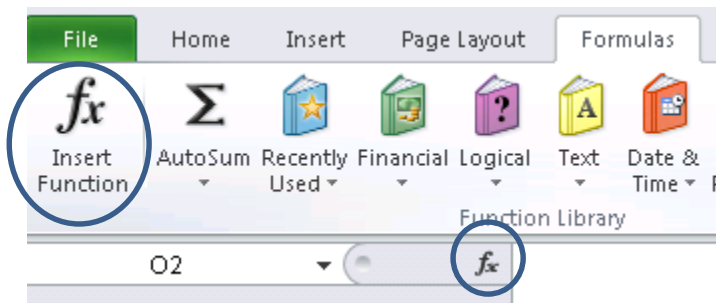 File Home Insert Page Layout Formulas
fx Σ ? A
Insert Function AutoSum Recently Used Financial Logical Text Date & Time
Function Library
O2 fx